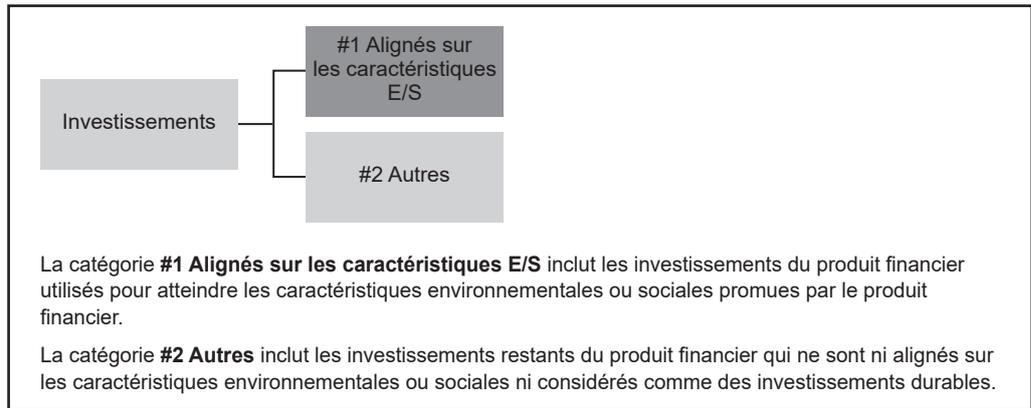 #1 Alignés sur
les caractéristiques
E/S
Investissements
#2 Autres
La catégorie #1 Alignés sur les caractéristiques E/S inclut les investissements du produit financier
utilisés pour atteindre les caractéristiques environnementales ou sociales promues par le produit
financier.
La catégorie #2 Autres inclut les investissements restants du produit financier qui ne sont ni alignés sur
les caractéristiques environnementales ou sociales ni considérés comme des investissements durables.